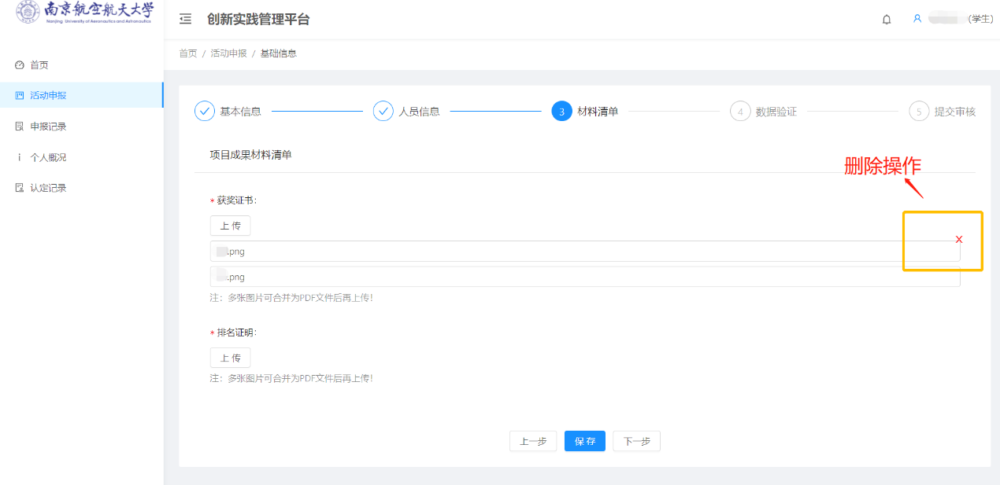 南京航空航天大学
Nanjing University of Aeronautics and Astronautics
创新实践管理平台
(学生)
首页 / 活动申报 / 基础信息
首页
活动申报
申报记录
个人概况
认定记录
基本信息
人员信息
3 材料清单
4 数据验证
5 提交审核
项目成果材料清单
删除操作
* 获奖证书:
上 传
X
.png
.png
注：多张图片可合并为PDF文件后再上传!
* 排名证明:
上 传
注：多张图片可合并为PDF文件后再上传!
上一步
保 存
下一步